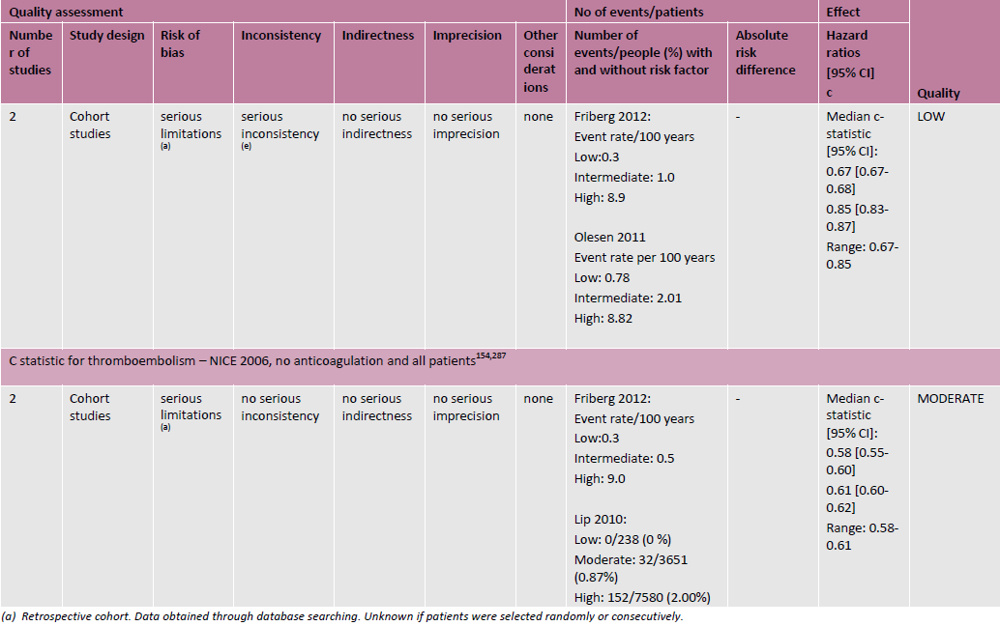 Quality assessment
No of events/patients
Effect
Quality
Numbe
r of
studies
Study design
Risk of
bias
Inconsistency
Indirectness
Imprecision
Other
consi
derat
ions
Number of
events/people (%) with
and without risk factor
Absolute
risk
difference
Hazard
ratios
[95% CI]
c
2
Cohort
studies
serious
limitations
(a)
serious
inconsistency
(e)
no serious
indirectness
no serious
imprecision
none
Friberg 2012:
Event rate/100 years
Low:0.3
Intermediate: 1.0
High: 8.9
Olesen 2011
Event rate per 100 years
Low: 0.78
Intermediate: 2.01
High: 8.82
-
Median c-
statistic
[95% CI]:
0.67 [0.67-
0.68]
0.85 [0.83-
0.87]
Range: 0.67-
0.85
LOW
C statistic for thromboembolism – NICE 2006, no anticoagulation and all patients154,287
2
Cohort
studies
serious
limitations
(a)
no serious
inconsistency
no serious
indirectness
no serious
imprecision
none
Friberg 2012:
Event rate/100 years
Low:0.3
Intermediate: 0.5
High: 9.0
Lip 2010:
Low: 0/238 (0 %)
Moderate: 32/3651
(0.87%)
High: 152/7580 (2.00%)
-
Median c-
statistic
[95% CI]:
0.58 [0.55-
0.60]
0.61 [0.60-
0.62]
Range: 0.58-
0.61
MODERATE
(a) Retrospective cohort. Data obtained through database searching. Unknown if patients were selected randomly or consecutively.